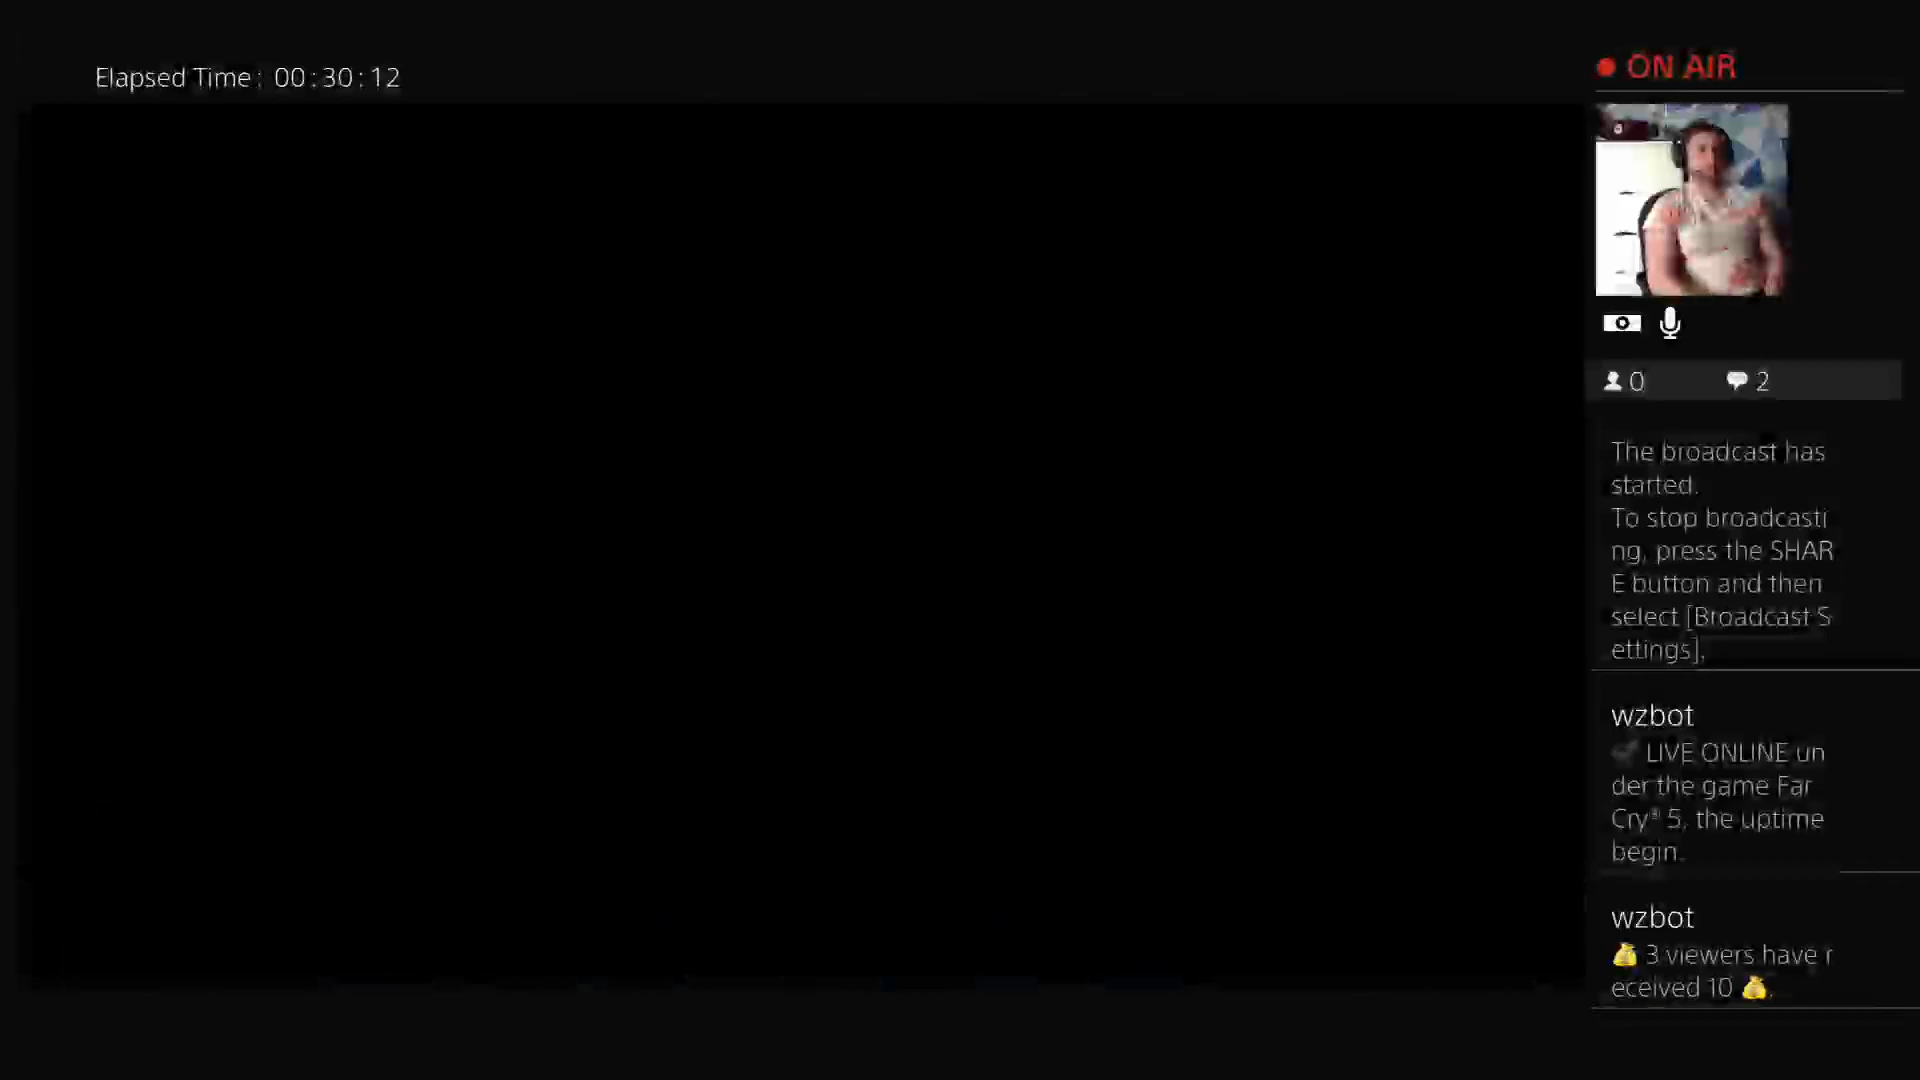 Elapsed Time: 00:30:12
ON AIR
0 2
The broadcast has
started.
To stop broadcasti
ng, press the SHAR
E button and then
select [Broadcast S
ettings].
wzbot
LIVE ONLINE un
der the game Far
Cry® 5, the uptime
begin.
wzbot
💰 3 viewers have r
eceived 10 💰.